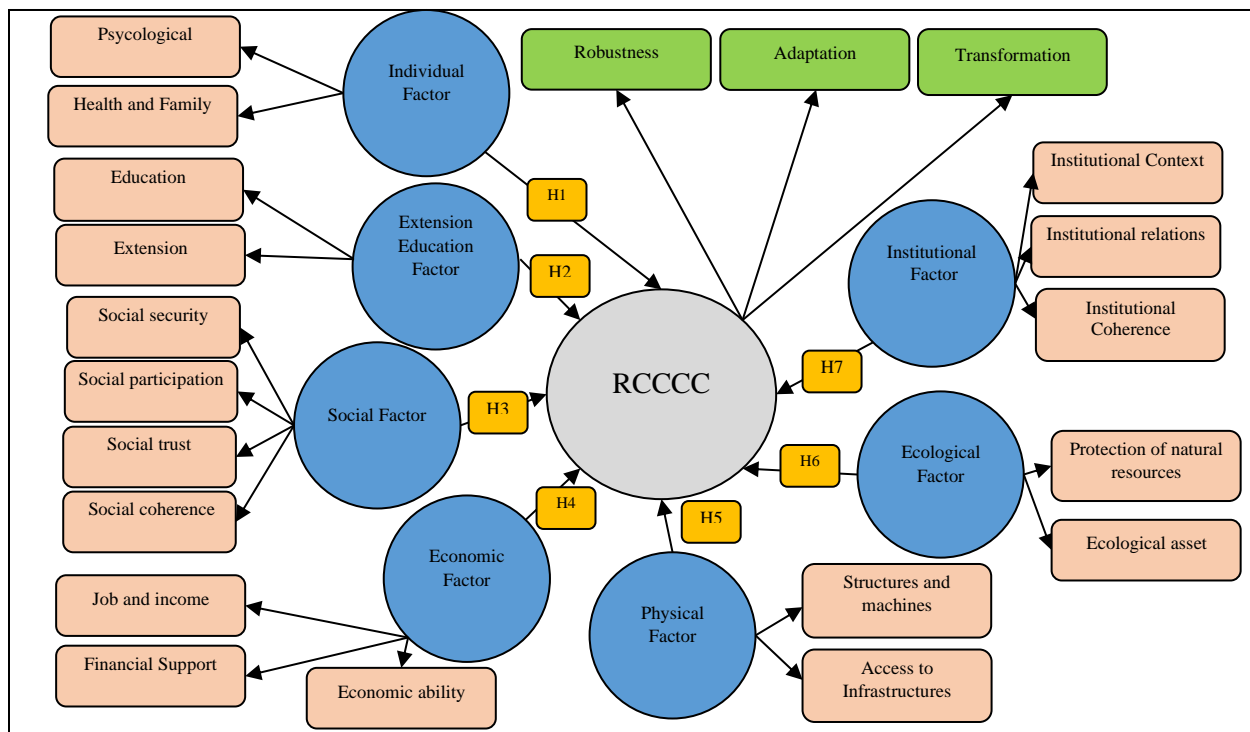 Psycological
Health and Family
Individual
Factor
Robustness
Adaptation
Transformation
Education
Extension
Extension
Education
Factor
H1
H2
Institutional
Factor
Institutional Context
Institutional relations
Institutional
Coherence
Social security
Social participation
Social trust
Social coherence
Social Factor
H3
RCCCC
H7
H6
Ecological
Factor
Protection of natural
resources
Ecological asset
H4
H5
Economic
Factor
Job and income
Financial Support
Economic ability
Physical
Factor
Structures and
machines
Access to
Infrastructures